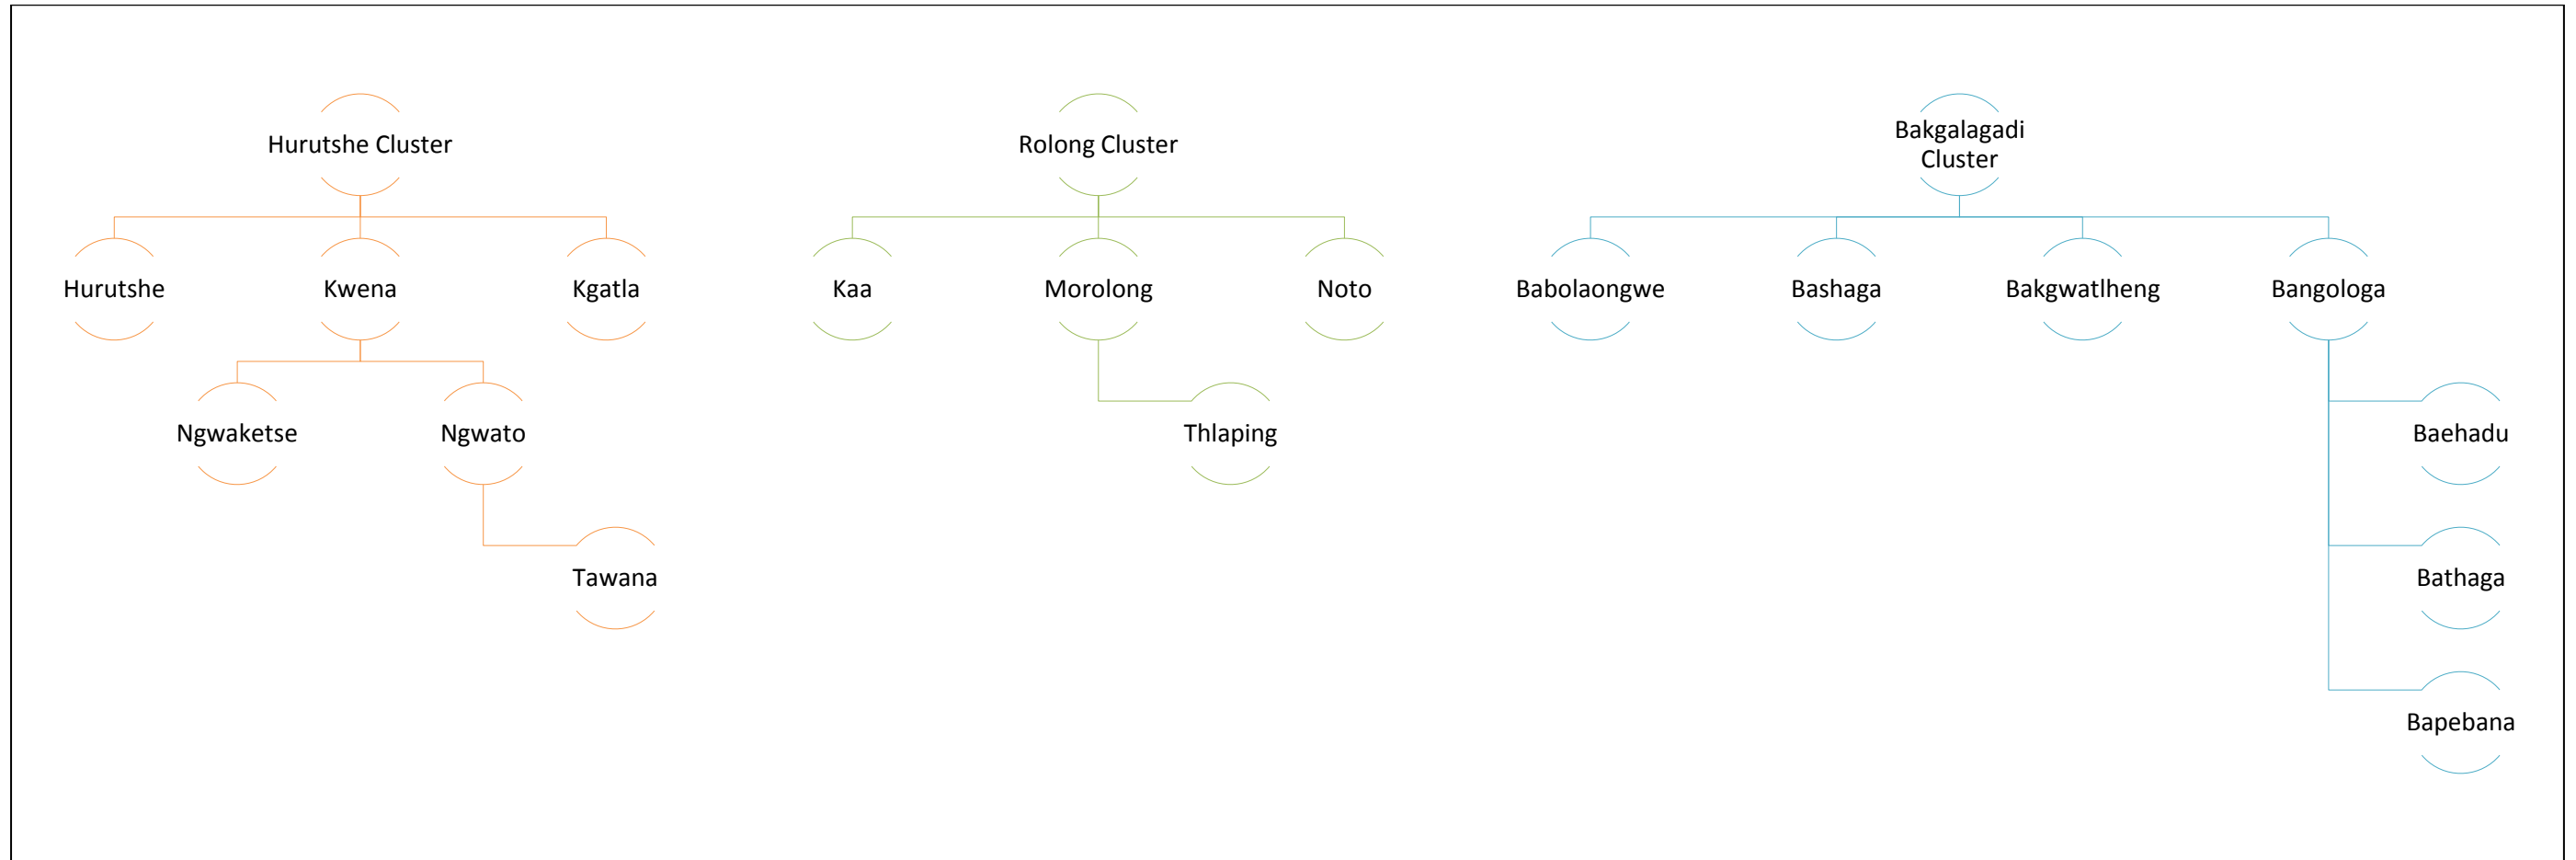 Hurutshe Cluster
Rolong Cluster
Bakgalagadi
Cluster
Hurutshe
Kwena
Kgatla
Kaa
Morolong
Noto
Babolaongwe
Bashaga
Bakgwatlheng
Bangologa
Ngwaketse
Ngwato
Thlaping
Baehadu
Tawana
Bathaga
Bapebana